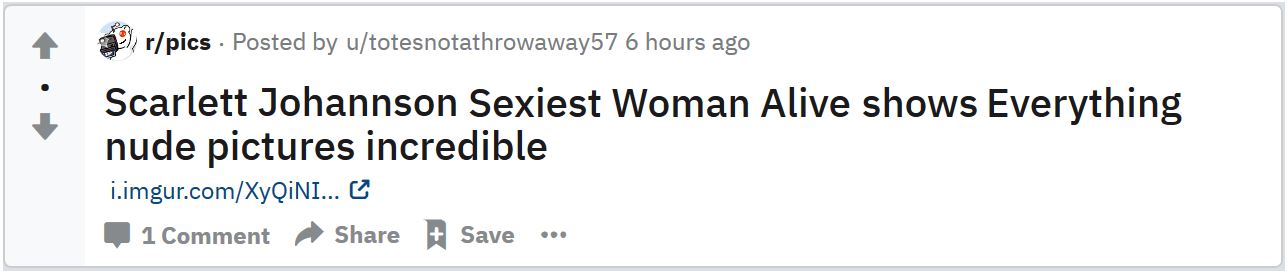 r/pics · Posted by u/totesnotathrowaway57 6 hours ago
Scarlett Johannson Sexiest Woman Alive shows Everything
nude pictures incredible
i.imgur.com/XyQiNI...
1 Comment Share Save